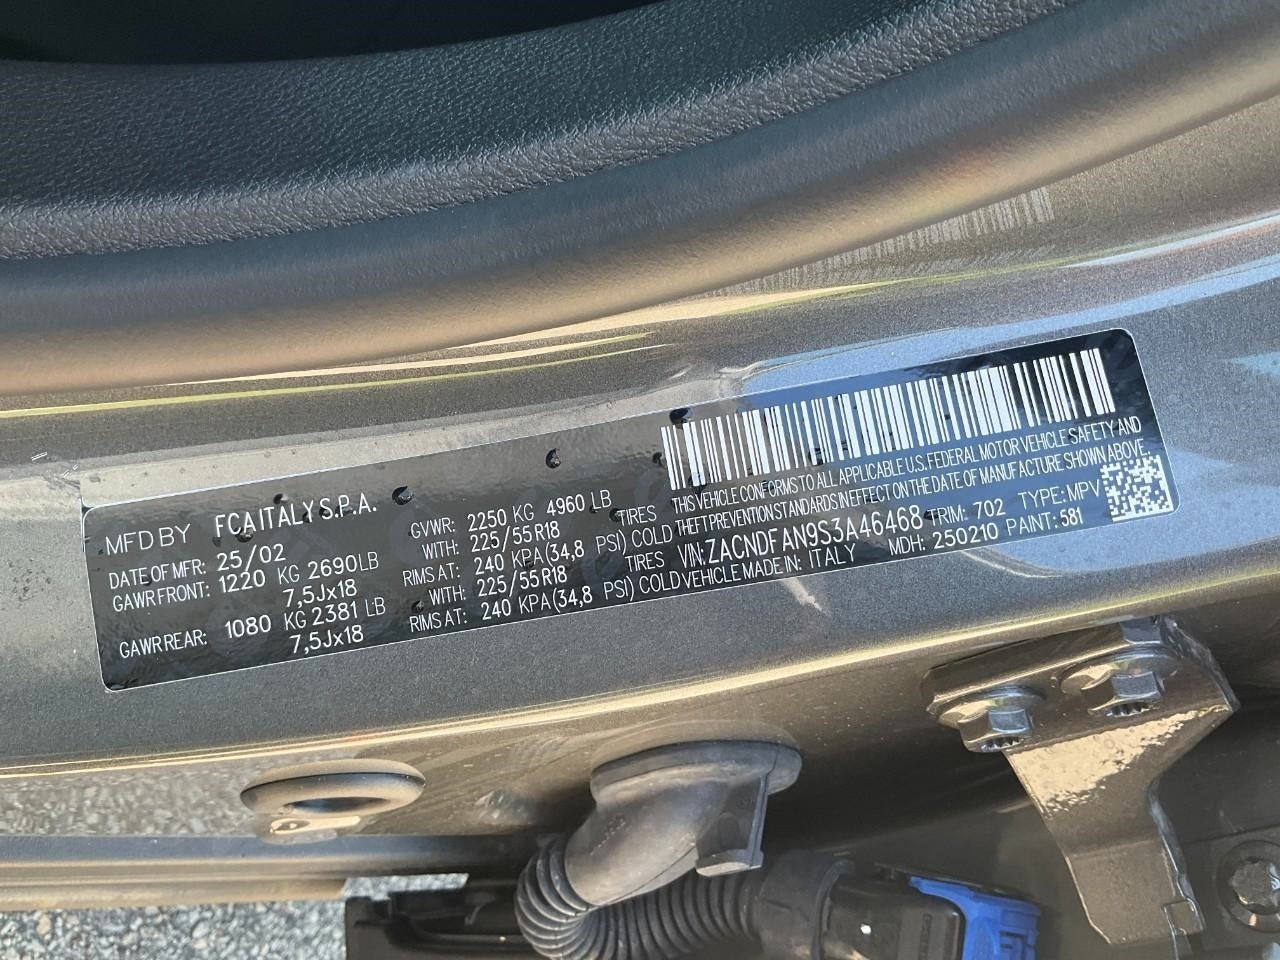 MFD BY FCA ITALY S.P.A.
DATE OF MFR: 25/02 GVWR: 2250 KG 4960 LB
GAWR FRONT: 1220 KG 2690 LB WITH: 225/55R18 TIRES
7,5Jx18 RIMS AT: 240 KPA(34,8 PSI) COLD
GAWR REAR: 1080 KG 2381 LB WITH: 225/55R18 TIRES
7,5Jx18 RIMS AT: 240 KPA(34,8 PSI) COLD
THIS VEHICLE CONFORMS TO ALL APPLICABLE U.S. FEDERAL MOTOR VEHICLE SAFETY AND
THEFT PREVENTION STANDARDS IN EFFECT ON THE DATE OF MANUFACTURE SHOWN ABOVE.
VIN: ZACNDFAN9S3A46468 TRIM: 702 TYPE: MPV
VEHICLE MADE IN: ITALY MDH: 250210 PAINT: 581